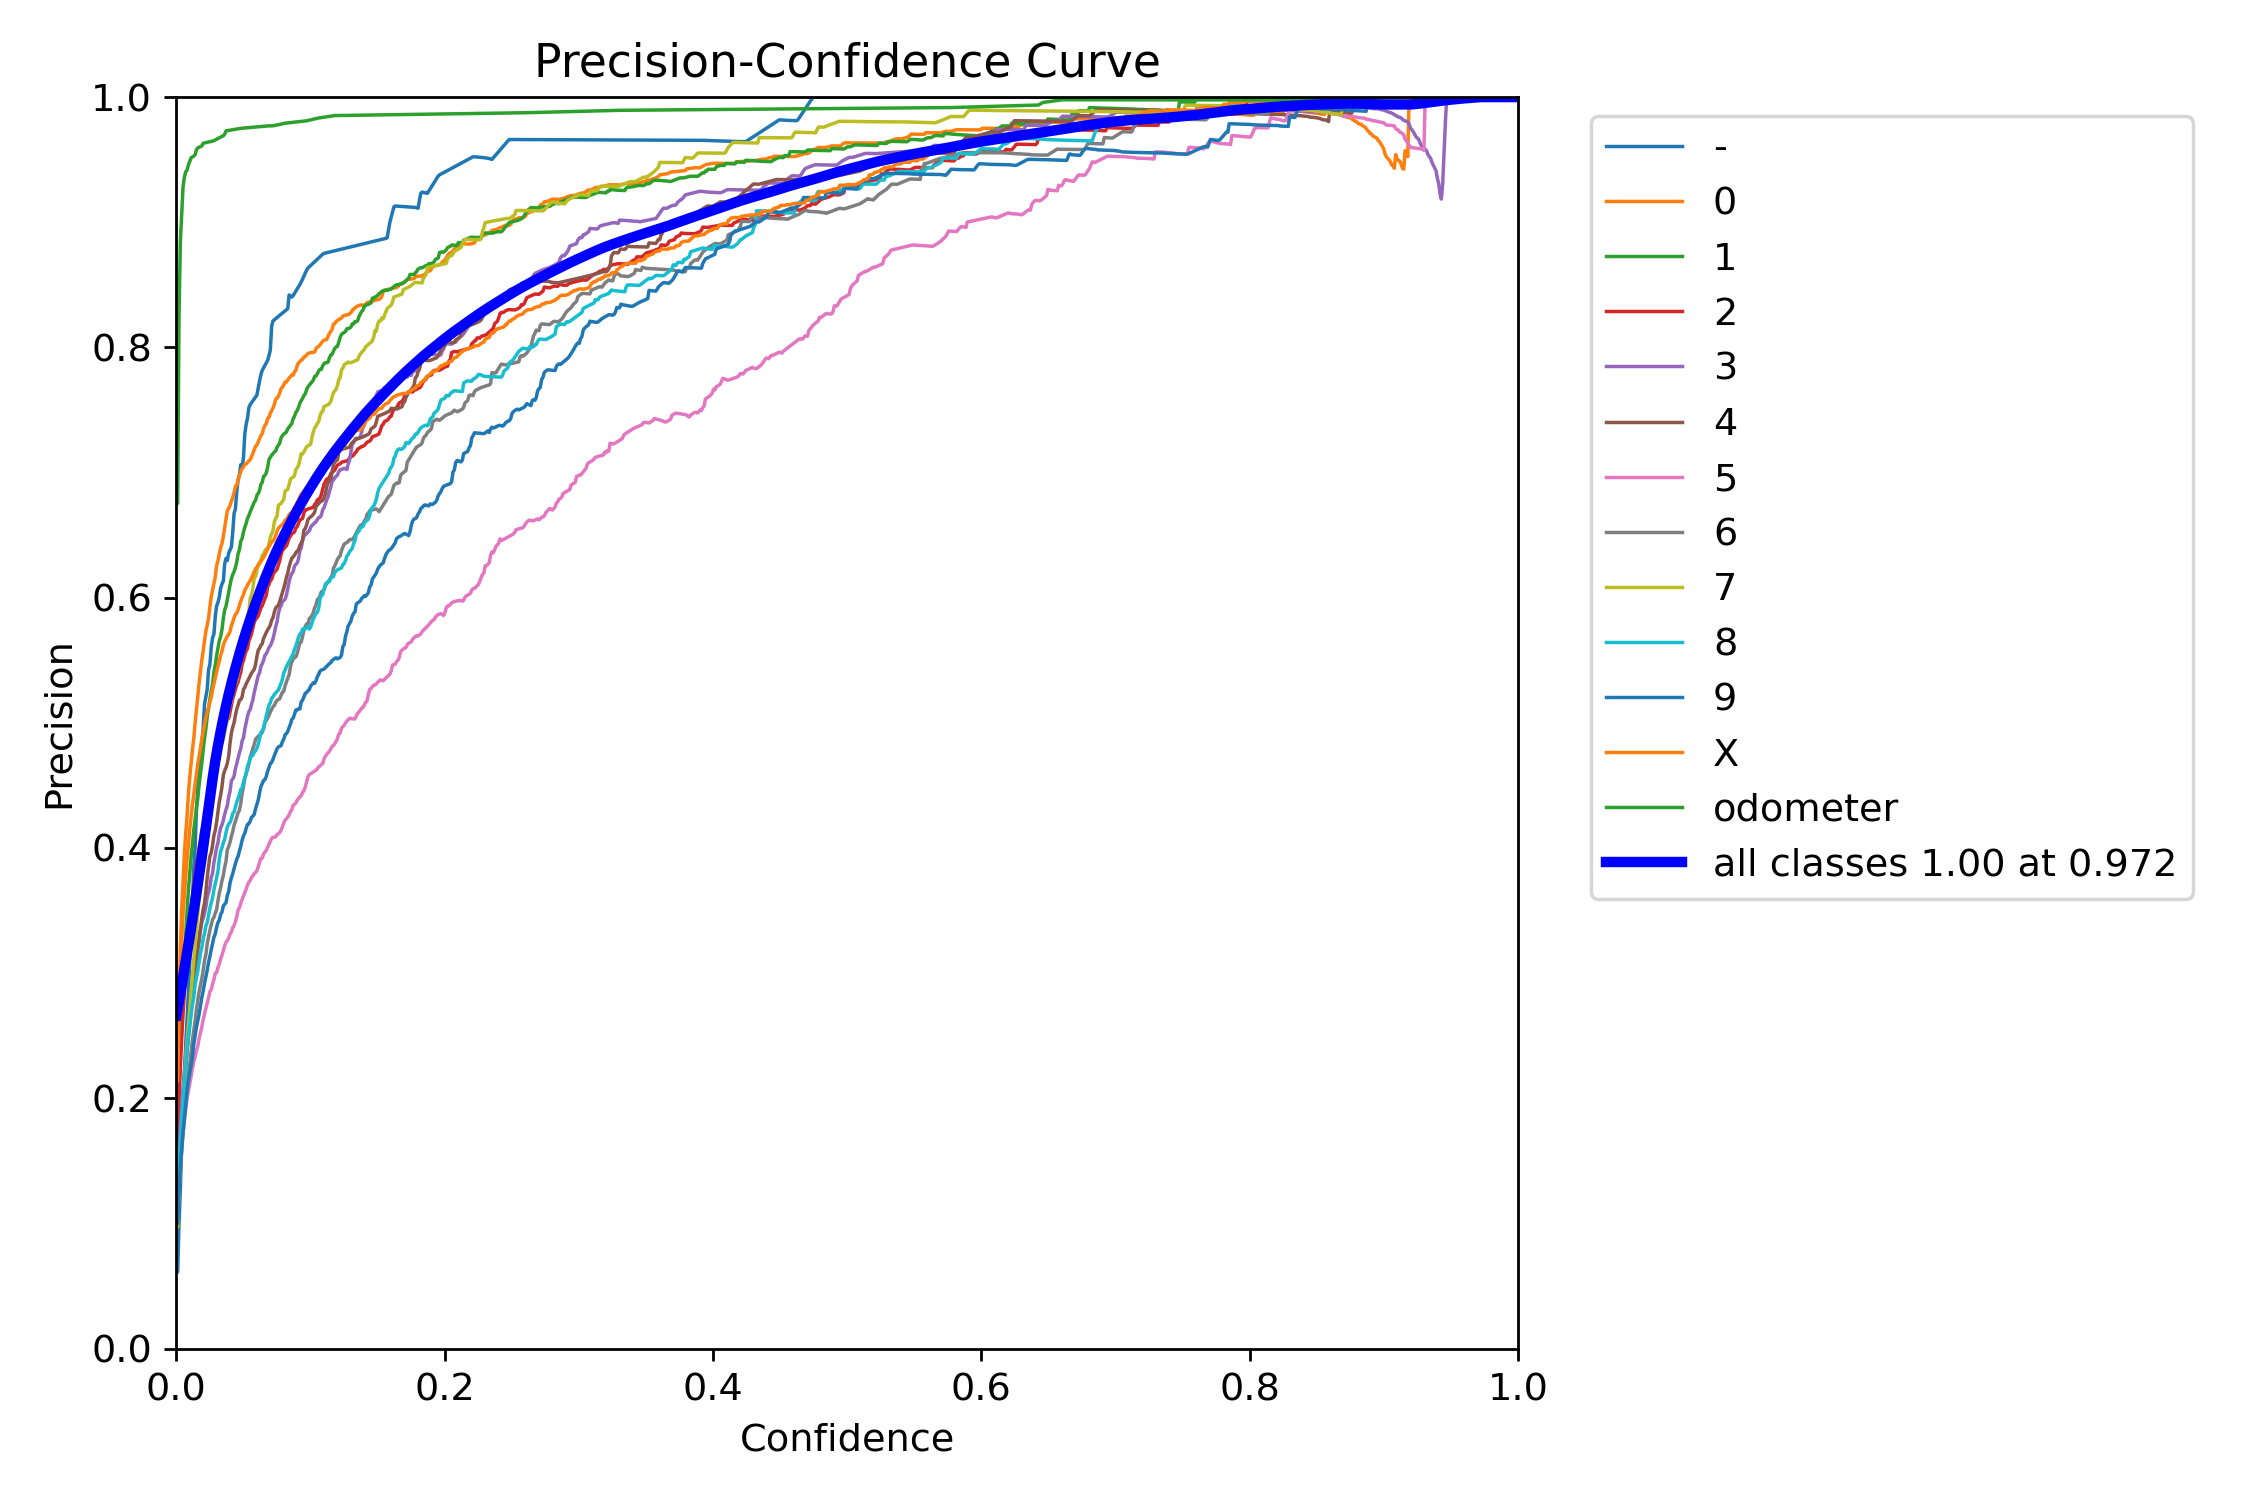 Precision-Confidence Curve
1.0
0.8
0.6
0.4
0.2
0.0
Precision
0.0 0.2 0.4 0.6 0.8 1.0
Confidence
-
0
1
2
3
4
5
6
7
8
9
X
odometer
all classes 1.00 at 0.972